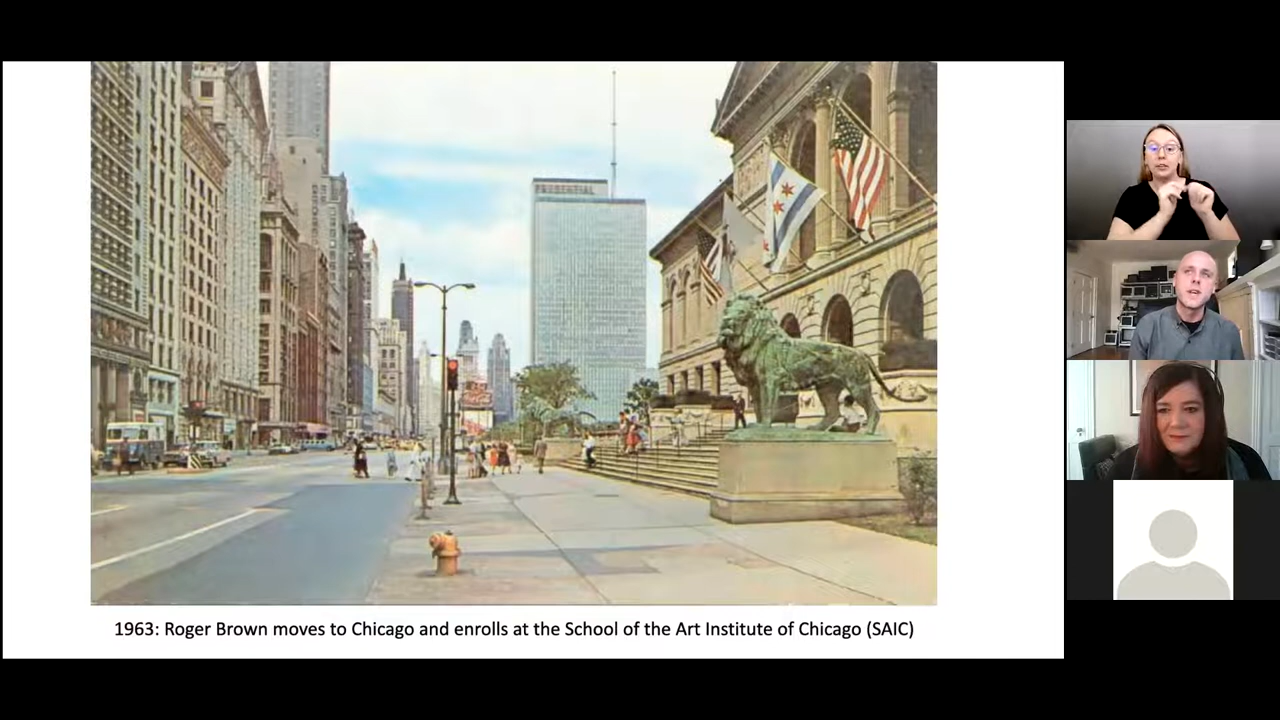 PRUDENTIAL
1963: Roger Brown moves to Chicago and enrolls at the School of the Art Institute of Chicago (SAIC)